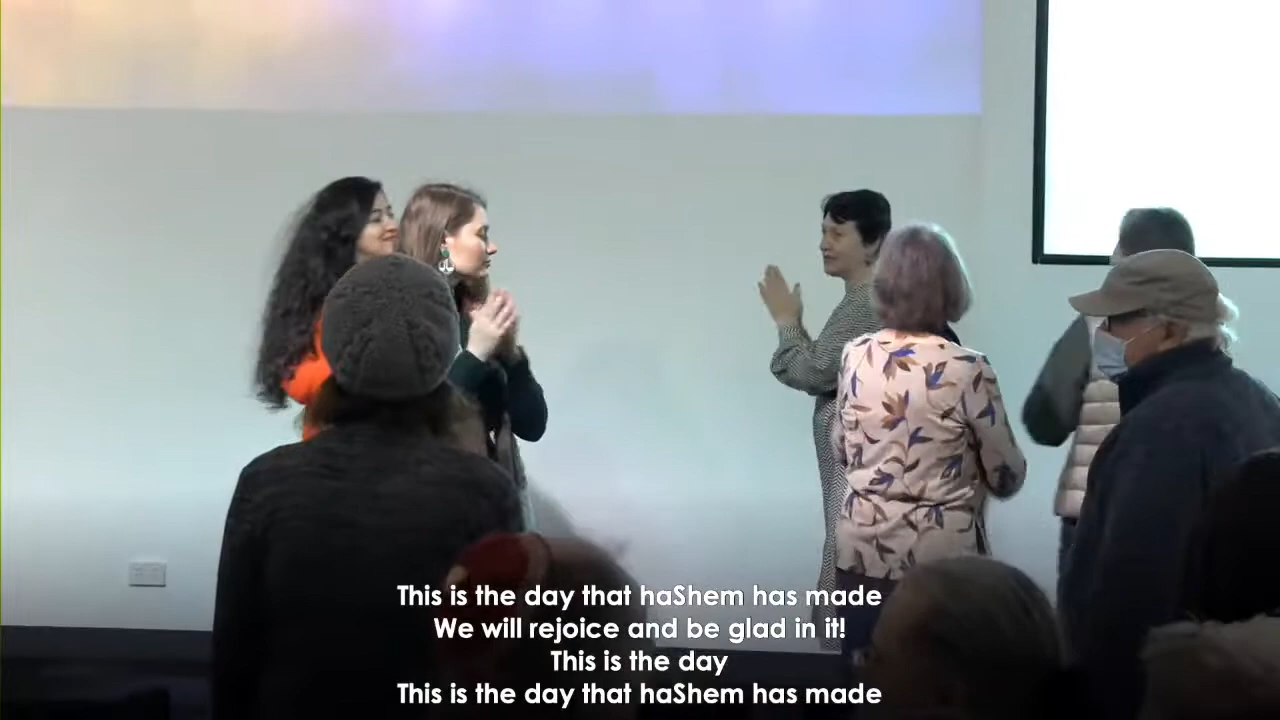 This is the day that haShem has made
We will rejoice and be glad in it!
This is the day
This is the day that haShem has made